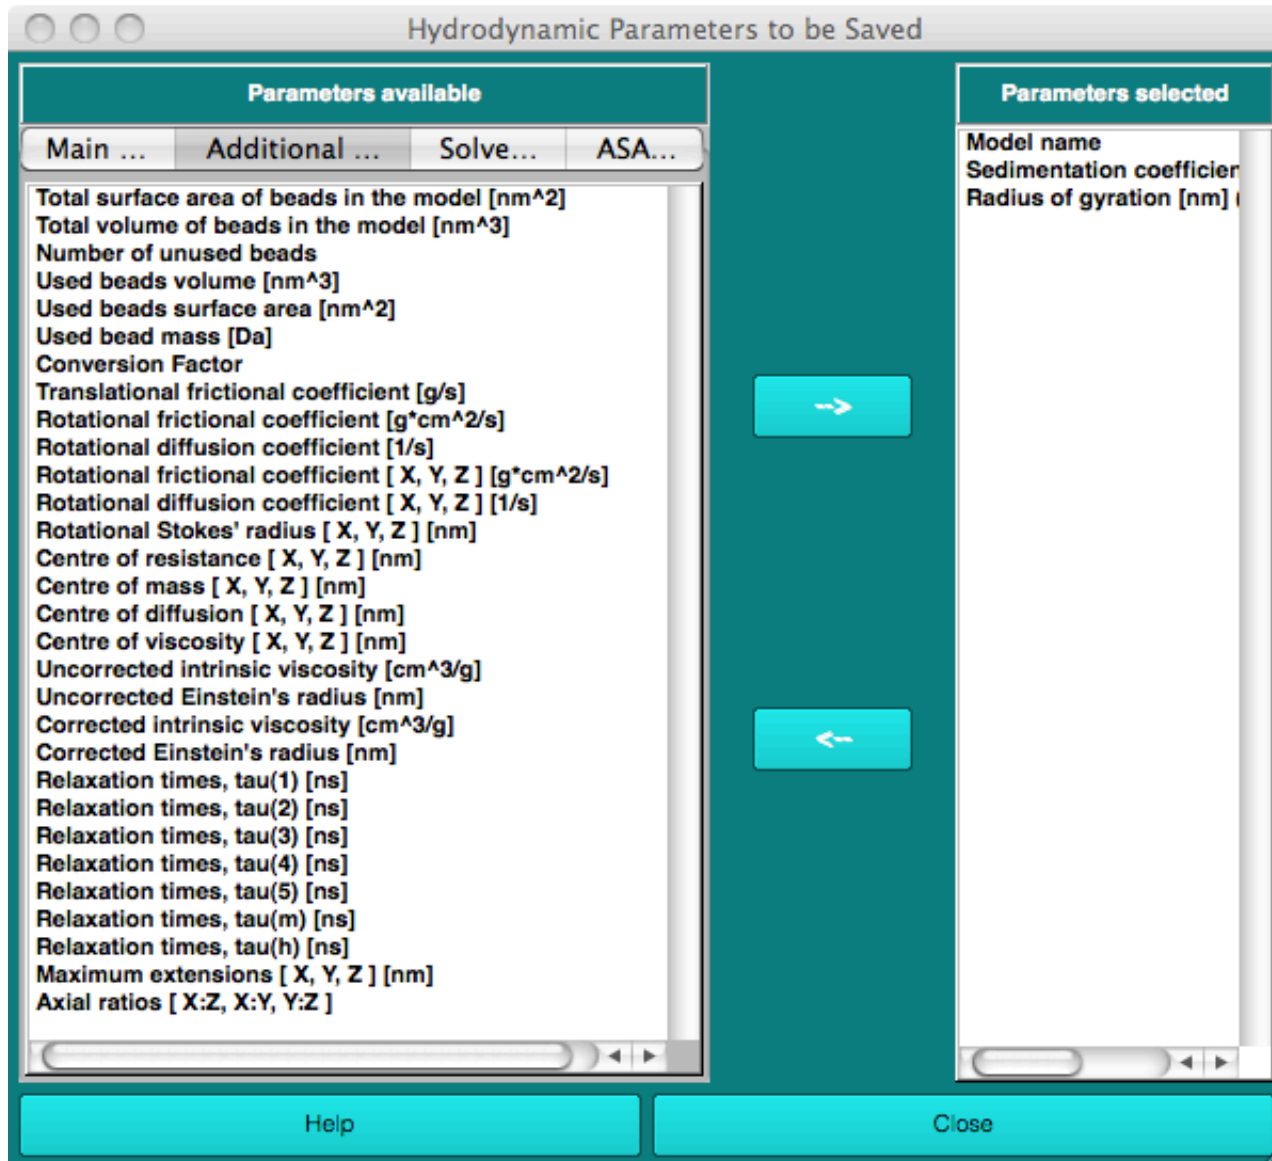 Hydrodynamic Parameters to be Saved
Parameters available
Main ... Additional ... Solve... ASA...
Total surface area of beads in the model [nm^2]
Total volume of beads in the model [nm^3]
Number of unused beads
Used beads volume [nm^3]
Used beads surface area [nm^2]
Used bead mass [Da]
Conversion Factor
Translational frictional coefficient [g/s]
Rotational frictional coefficient [g*cm^2/s]
Rotational diffusion coefficient [1/s]
Rotational frictional coefficient [ X, Y, Z ] [g*cm^2/s]
Rotational diffusion coefficient [ X, Y, Z ] [1/s]
Rotational Stokes' radius [ X, Y, Z ] [nm]
Centre of resistance [ X, Y, Z ] [nm]
Centre of mass [ X, Y, Z ] [nm]
Centre of diffusion [ X, Y, Z ] [nm]
Centre of viscosity [ X, Y, Z ] [nm]
Uncorrected intrinsic viscosity [cm^3/g]
Uncorrected Einstein's radius [nm]
Corrected intrinsic viscosity [cm^3/g]
Corrected Einstein's radius [nm]
Relaxation times, tau(1) [ns]
Relaxation times, tau(2) [ns]
Relaxation times, tau(3) [ns]
Relaxation times, tau(4) [ns]
Relaxation times, tau(5) [ns]
Relaxation times, tau(m) [ns]
Relaxation times, tau(h) [ns]
Maximum extensions [ X, Y, Z ] [nm]
Axial ratios [ X:Z, X:Y, Y:Z ]
-->
<--
Parameters selected
Model name
Sedimentation coefficien
Radius of gyration [nm] (
Help
Close